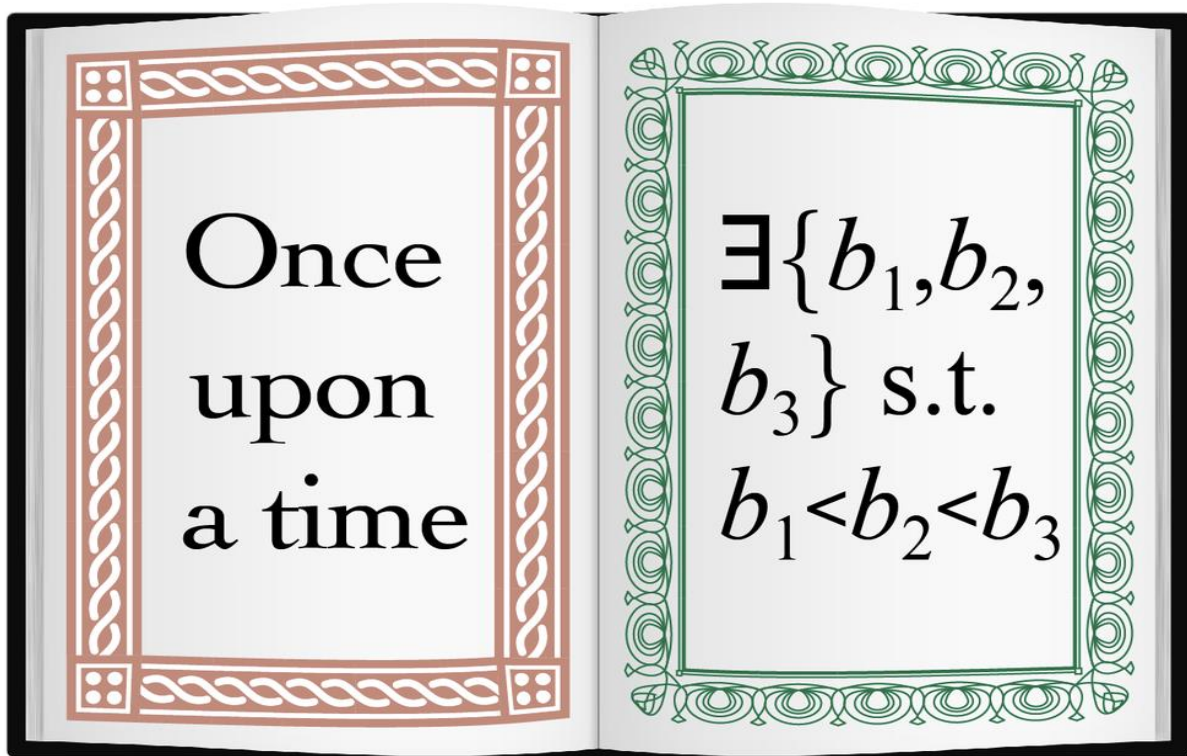 Once
upon
a time
∃{b₁,b₂,
b₃} s.t.
b₁<b₂<b₃